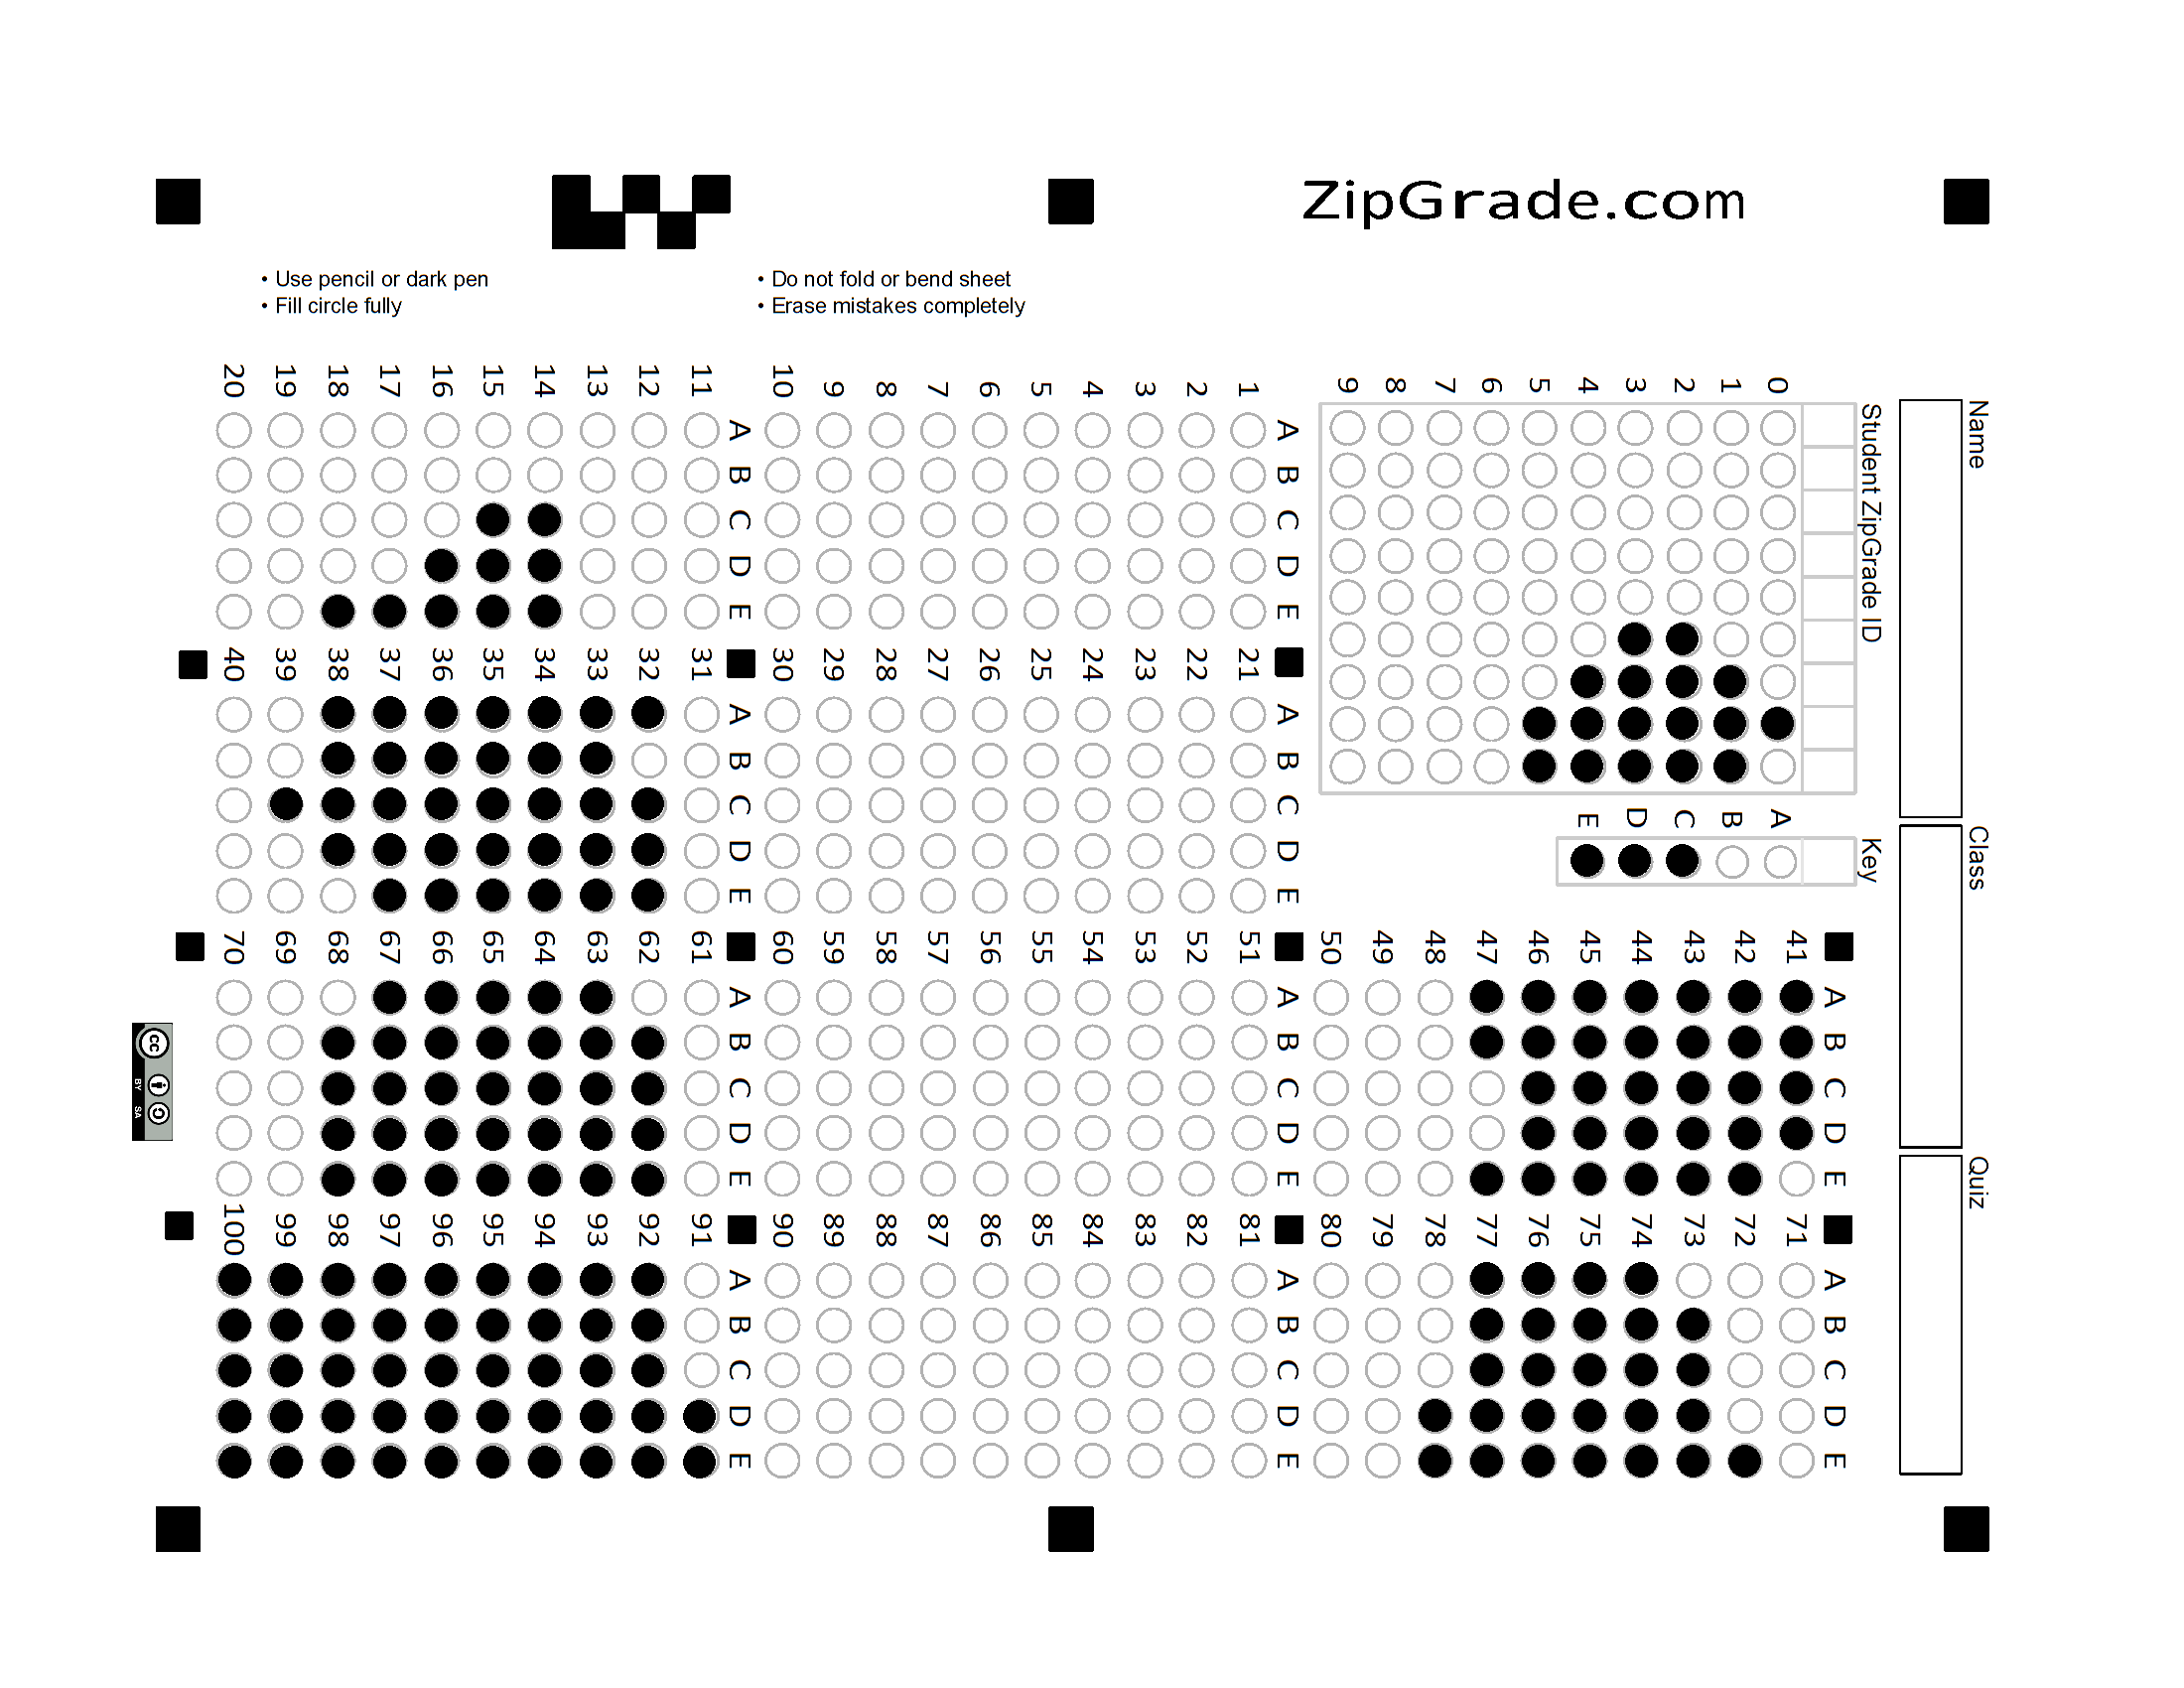 ZipGrade.com
• Use pencil or dark pen
• Fill circle fully
• Do not fold or bend sheet
• Erase mistakes completely
Name
Class
Quiz
Student ZipGrade ID
0 1 2 3 4 5 6 7 8 9
Key
A B C D E
A B C D E
1 2 3 4 5 6 7 8 9 10
A B C D E
11 12 13 14 15 16 17 18 19 20
A B C D E
21 22 23 24 25 26 27 28 29 30
A B C D E
31 32 33 34 35 36 37 38 39 40
A B C D E
41 42 43 44 45 46 47 48 49 50
A B C D E
51 52 53 54 55 56 57 58 59 60
A B C D E
61 62 63 64 65 66 67 68 69 70
A B C D E
71 72 73 74 75 76 77 78 79 80
A B C D E
81 82 83 84 85 86 87 88 89 90
A B C D E
91 92 93 94 95 96 97 98 99 100
A B C D E
cc BY SA